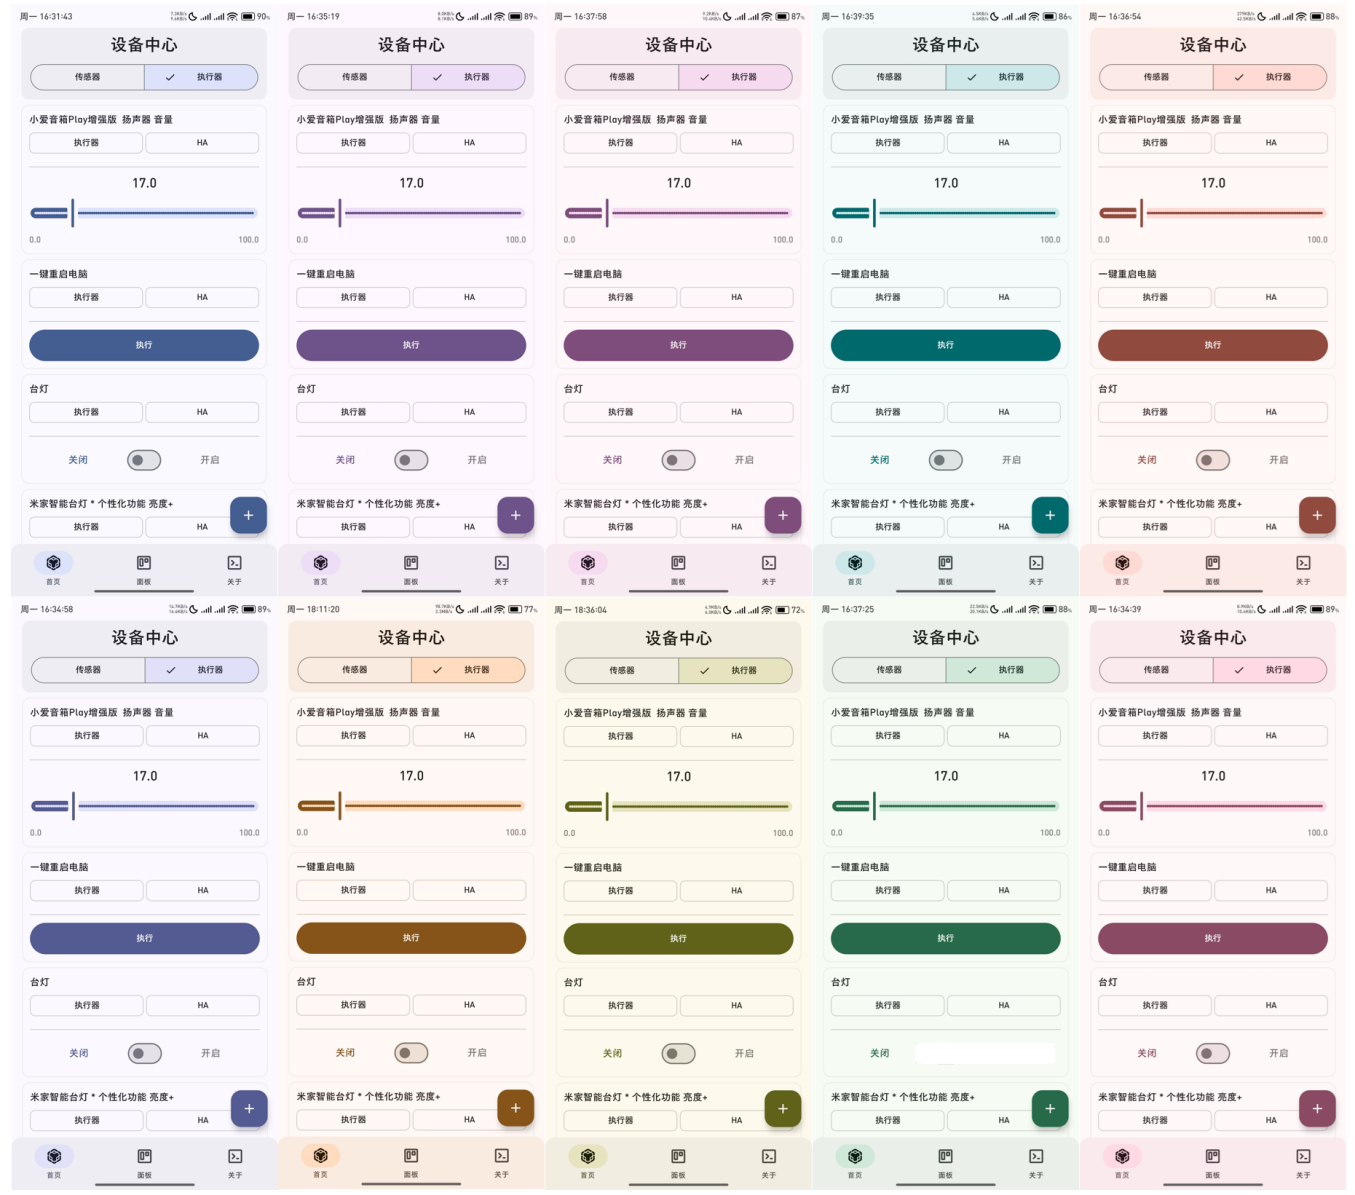 周一 16:31:43 90%
设备中心
传感器 ✓ 执行器
小爱音箱Play增强版 扬声器 音量
执行器 HA
17.0
0.0 100.0
一键重启电脑
执行器 HA
执行
台灯
执行器 HA
关闭 开启
米家智能台灯 * 个性化功能 亮度+
执行器 HA
+
首页 面板 关于
周一 16:35:19 89%
设备中心
传感器 ✓ 执行器
小爱音箱Play增强版 扬声器 音量
执行器 HA
17.0
0.0 100.0
一键重启电脑
执行器 HA
执行
台灯
执行器 HA
关闭 开启
米家智能台灯 * 个性化功能 亮度+
执行器 HA
+
首页 面板 关于
周一 16:37:58 87%
设备中心
传感器 ✓ 执行器
小爱音箱Play增强版 扬声器 音量
执行器 HA
17.0
0.0 100.0
一键重启电脑
执行器 HA
执行
台灯
执行器 HA
关闭 开启
米家智能台灯 * 个性化功能 亮度+
执行器 HA
+
首页 面板 关于
周一 16:39:35 86%
设备中心
传感器 ✓ 执行器
小爱音箱Play增强版 扬声器 音量
执行器 HA
17.0
0.0 100.0
一键重启电脑
执行器 HA
执行
台灯
执行器 HA
关闭 开启
米家智能台灯 * 个性化功能 亮度+
执行器 HA
+
首页 面板 关于
周一 16:36:54 88%
设备中心
传感器 ✓ 执行器
小爱音箱Play增强版 扬声器 音量
执行器 HA
17.0
0.0 100.0
一键重启电脑
执行器 HA
执行
台灯
执行器 HA
关闭 开启
米家智能台灯 * 个性化功能 亮度+
执行器 HA
+
首页 面板 关于
周一 16:34:58 89%
设备中心
传感器 ✓ 执行器
小爱音箱Play增强版 扬声器 音量
执行器 HA
17.0
0.0 100.0
一键重启电脑
执行器 HA
执行
台灯
执行器 HA
关闭 开启
米家智能台灯 * 个性化功能 亮度+
执行器 HA
+
首页 面板 关于
周一 18:11:20 77%
设备中心
传感器 ✓ 执行器
小爱音箱Play增强版 扬声器 音量
执行器 HA
17.0
0.0 100.0
一键重启电脑
执行器 HA
执行
台灯
执行器 HA
关闭 开启
米家智能台灯 * 个性化功能 亮度+
执行器 HA
+
首页 面板 关于
周一 18:36:04 72%
设备中心
传感器 ✓ 执行器
小爱音箱Play增强版 扬声器 音量
执行器 HA
17.0
0.0 100.0
一键重启电脑
执行器 HA
执行
台灯
执行器 HA
关闭 开启
米家智能台灯 * 个性化功能 亮度+
执行器 HA
+
首页 面板 关于
周一 16:37:25 88%
设备中心
传感器 ✓ 执行器
小爱音箱Play增强版 扬声器 音量
执行器 HA
17.0
0.0 100.0
一键重启电脑
执行器 HA
执行
台灯
执行器 HA
关闭
米家智能台灯 * 个性化功能 亮度+
执行器 HA
+
首页 面板 关于
周一 16:34:39 89%
设备中心
传感器 ✓ 执行器
小爱音箱Play增强版 扬声器 音量
执行器 HA
17.0
0.0 100.0
一键重启电脑
执行器 HA
执行
台灯
执行器 HA
关闭 开启
米家智能台灯 * 个性化功能 亮度+
执行器 HA
+
首页 面板 关于